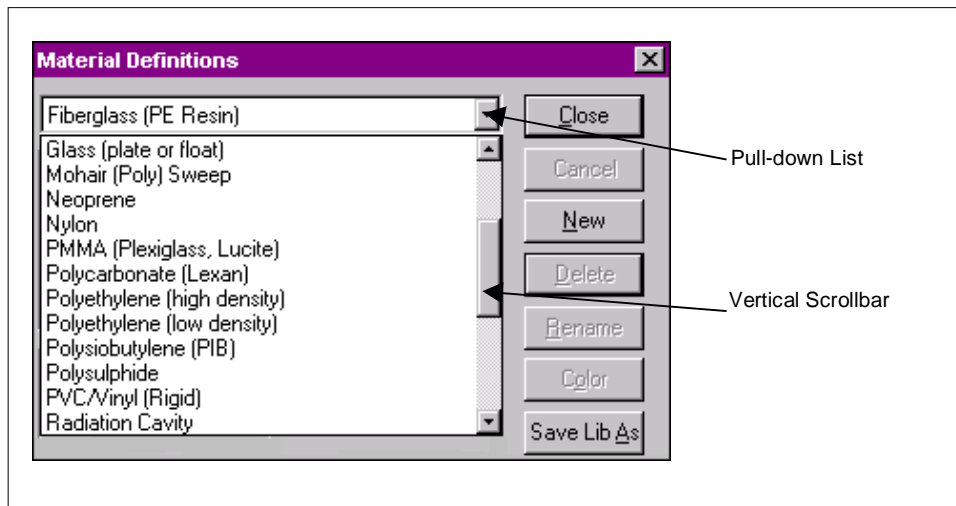 Material Definitions
Fiberglass (PE Resin)
Glass (plate or float)
Mohair (Poly) Sweep
Neoprene
Nylon
PMMA (Plexiglass, Lucite)
Polycarbonate (Lexan)
Polyethylene (high density)
Polyethylene (low density)
Polysiobutylene (PIB)
Polysulphide
PVC/Vinyl (Rigid)
Radiation Cavity
Close
Cancel
New
Delete
Rename
Color
Save Lib As
Pull-down List
Vertical Scrollbar